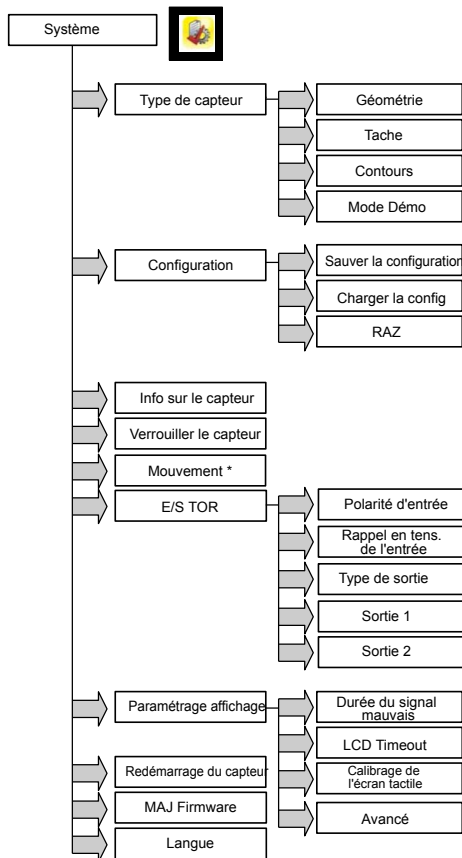 Système
Type de capteur
Géométrie
Tache
Contours
Mode Démo
Configuration
Sauver la configuration
Charger la config
RAZ
Info sur le capteur
Verrouiller le capteur
Mouvement *
E/S TOR
Polarité d'entrée
Rappel en tens.
de l'entrée
Type de sortie
Sortie 1
Sortie 2
Paramétrage affichage
Durée du signal
mauvais
LCD Timeout
Calibrage de
l'écran tactile
Avancé
Redémarrage du capteur
MAJ Firmware
Langue